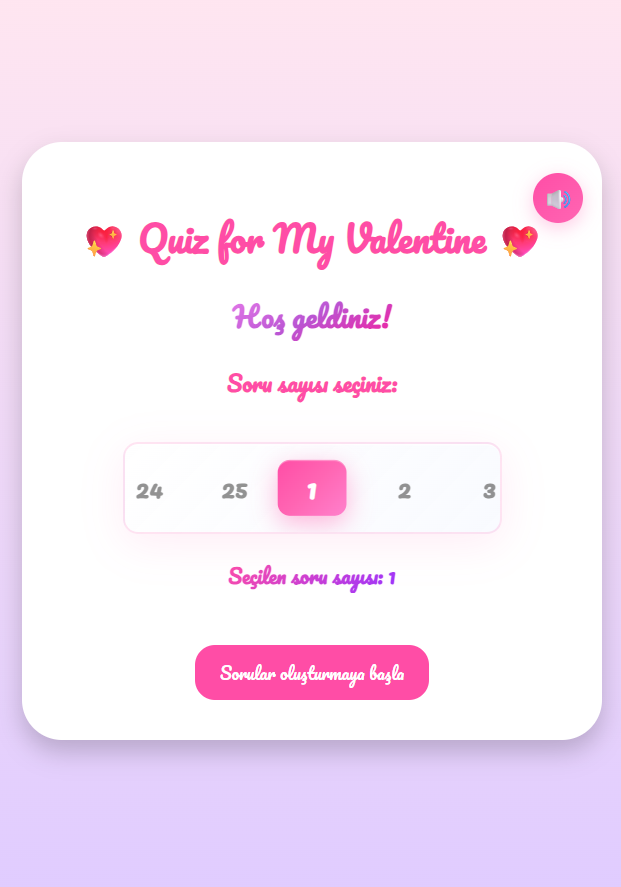 💖 Quiz for My Valentine 💖
Hoş geldiniz!
Soru sayısı seçiniz:
24 25 1 2 3
Seçilen soru sayısı: 1
Sorular oluşturmaya başla